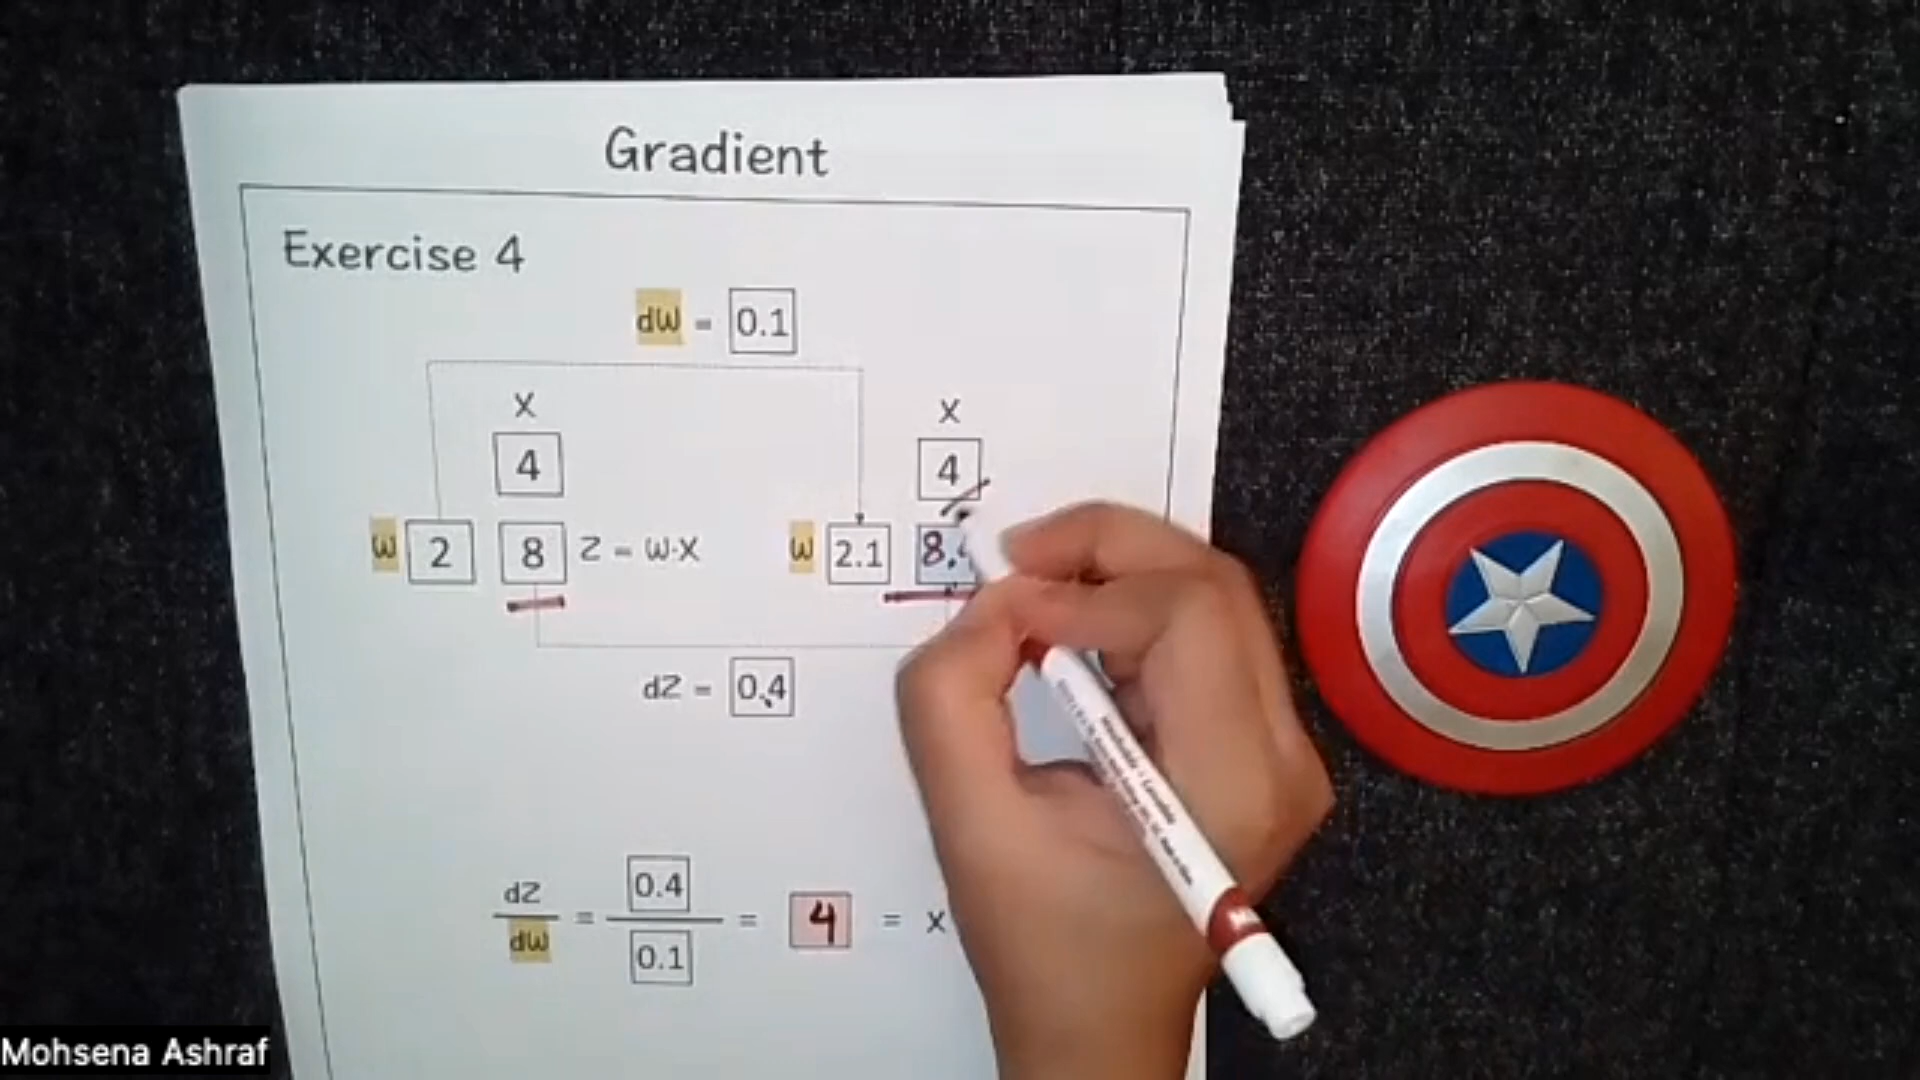 Gradient
Exercise 4
dW = 0.1
X X
4 4
W 2 8 Z = W·X W 2.1 8.
dZ = 0.4
dZ / dW = 0.4 / 0.1 = 4 = X
Mohsena Ashraf